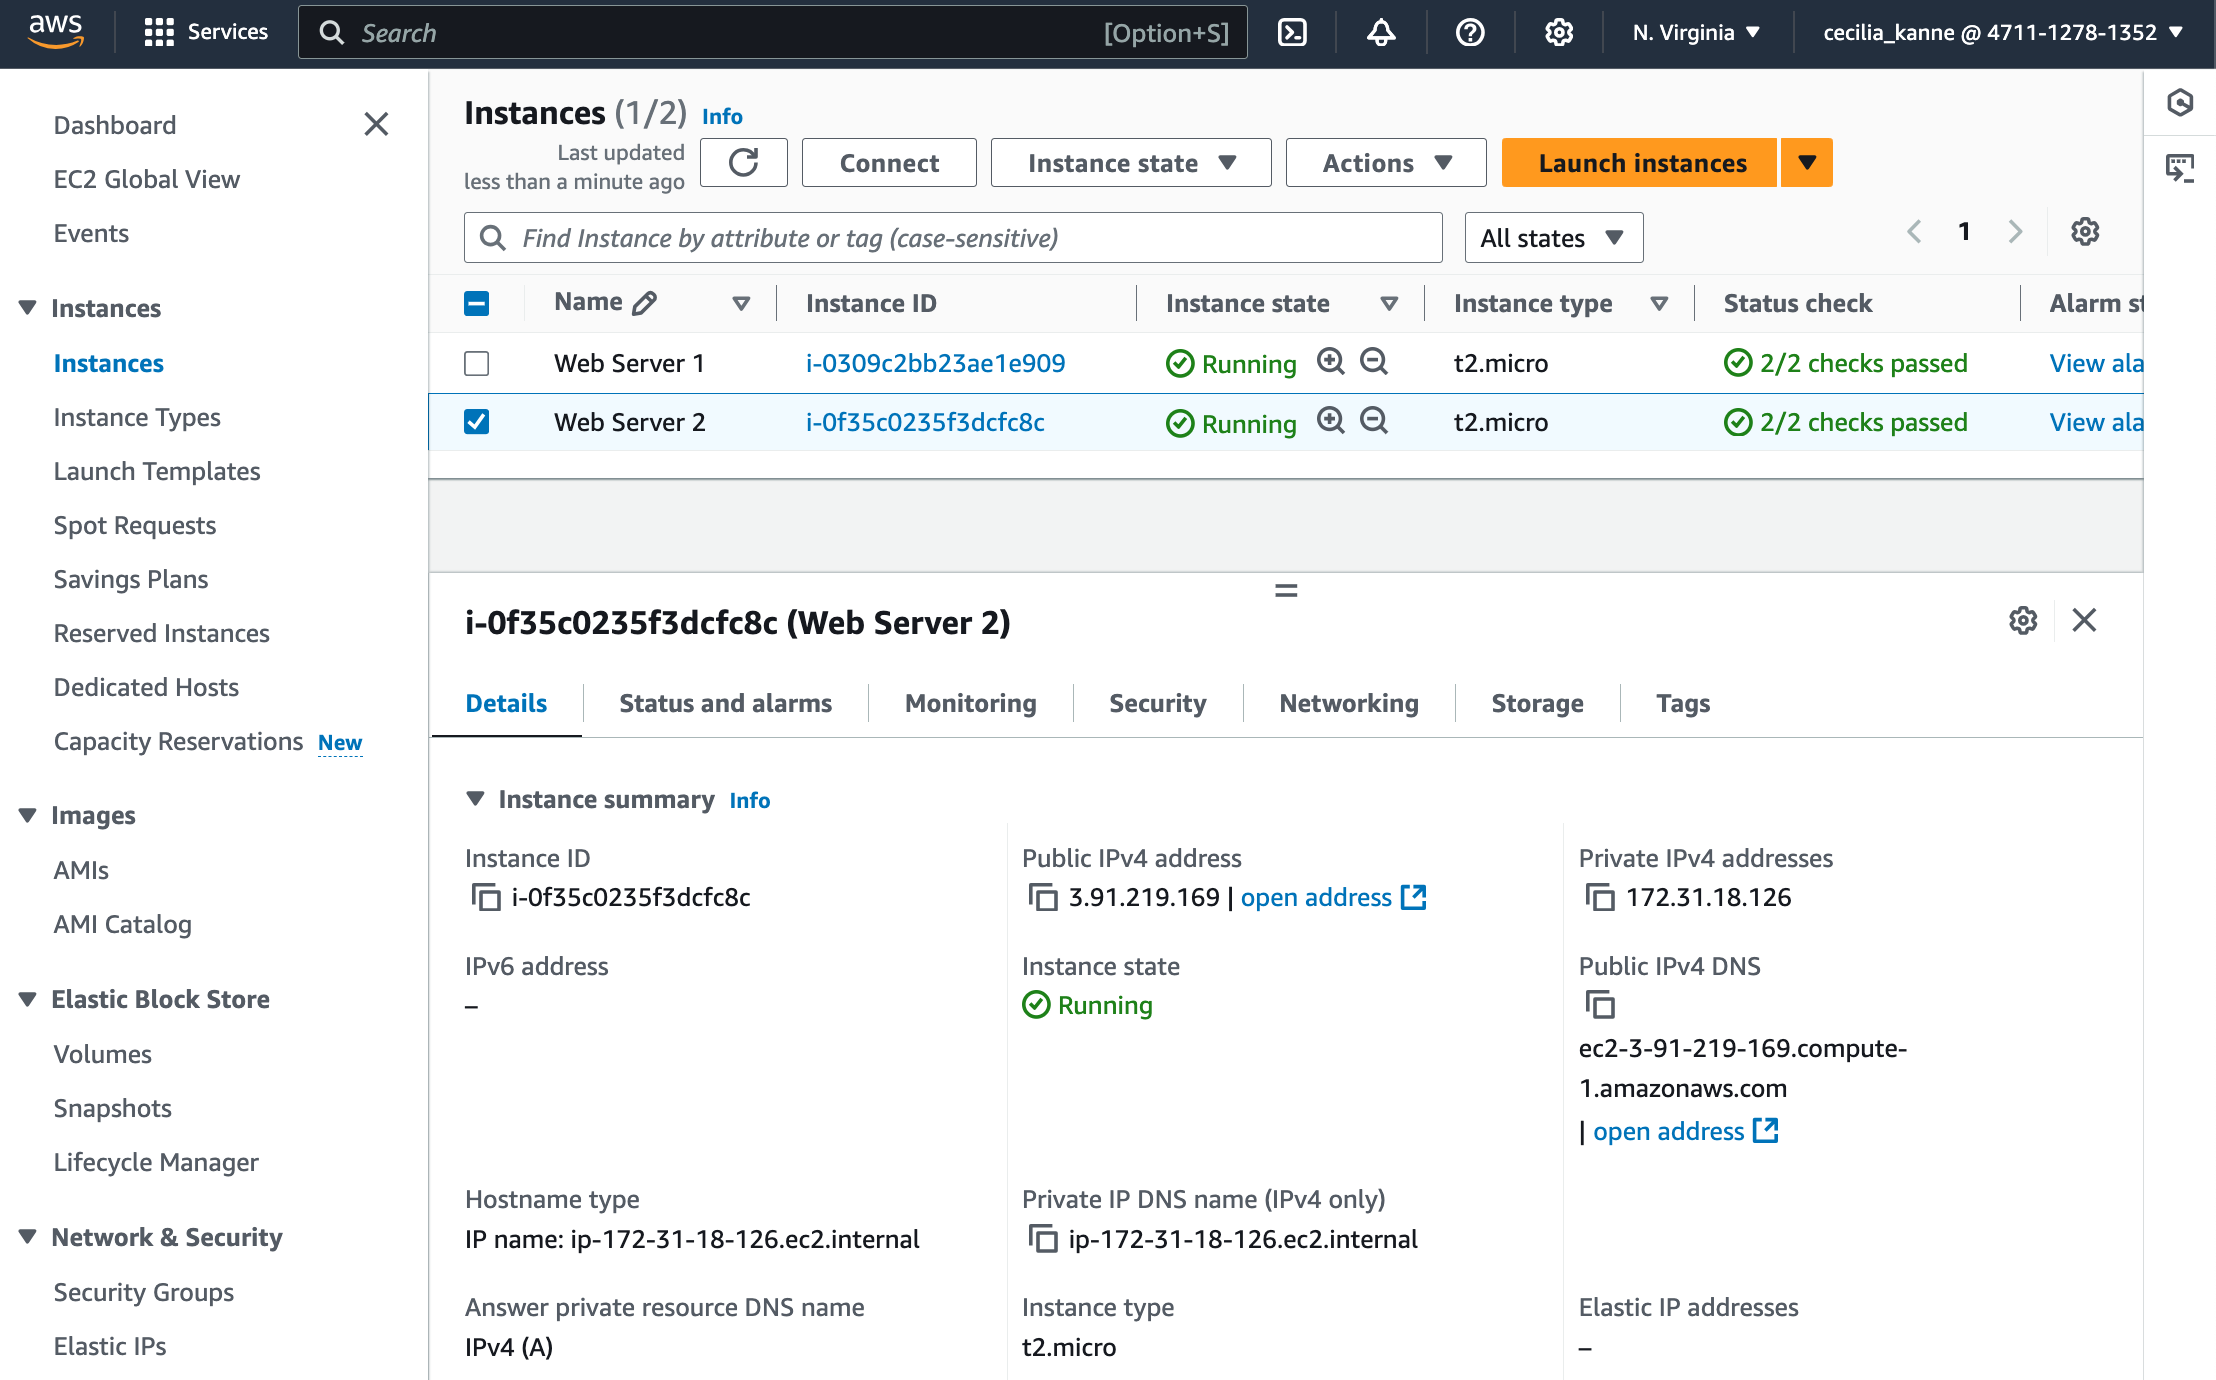 aws
Services
Search [Option+S]
N. Virginia
cecilia_kanne @ 4711-1278-1352
Dashboard
EC2 Global View
Events
Instances
Instances
Instance Types
Launch Templates
Spot Requests
Savings Plans
Reserved Instances
Dedicated Hosts
Capacity Reservations New
Images
AMIs
AMI Catalog
Elastic Block Store
Volumes
Snapshots
Lifecycle Manager
Network & Security
Security Groups
Elastic IPs
Instances (1/2) Info
Last updated
less than a minute ago
Connect
Instance state
Actions
Launch instances
Find Instance by attribute or tag (case-sensitive)
All states
1
Name Instance ID Instance state Instance type Status check Alarm st
Web Server 1 i-0309c2bb23ae1e909 Running t2.micro 2/2 checks passed View ala
Web Server 2 i-0f35c0235f3dcfc8c Running t2.micro 2/2 checks passed View ala
i-0f35c0235f3dcfc8c (Web Server 2)
Details Status and alarms Monitoring Security Networking Storage Tags
Instance summary Info
Instance ID
i-0f35c0235f3dcfc8c
Public IPv4 address
3.91.219.169 | open address
Private IPv4 addresses
172.31.18.126
IPv6 address
–
Instance state
Running
Public IPv4 DNS
ec2-3-91-219-169.compute-
1.amazonaws.com
| open address
Hostname type
IP name: ip-172-31-18-126.ec2.internal
Private IP DNS name (IPv4 only)
ip-172-31-18-126.ec2.internal
Answer private resource DNS name
IPv4 (A)
Instance type
t2.micro
Elastic IP addresses
–